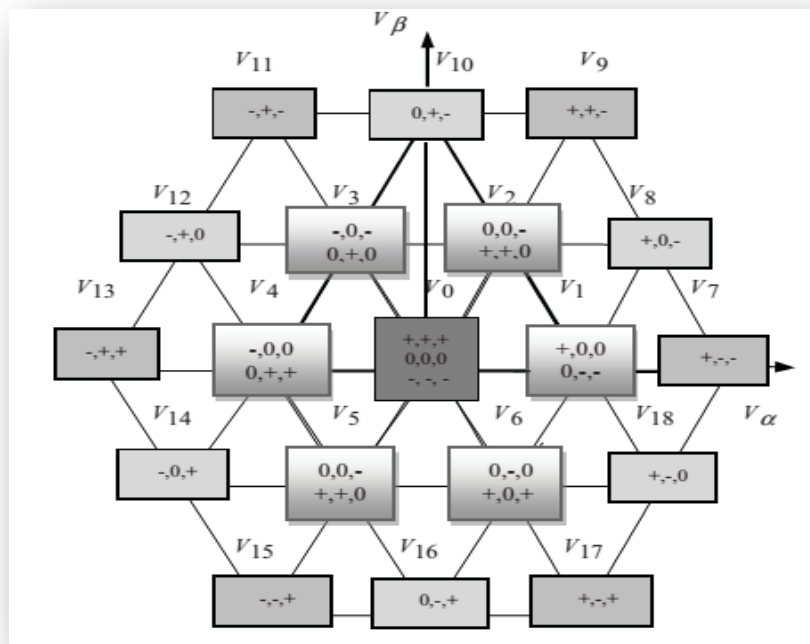 V β
V11
V10
V9
-,+,-
0,+,-
+,+,-
V12
V3
V2
V8
-,+,0
-,0,-
0,+,0
0,0,-
+,+,0
+,0,-
V13
V4
V0
V1
V7
-,+,+
-,0,0
0,+,+
+,+,+
0,0,0
-,-,-
+,0,0
0,-,-
+,-,-
V14
V5
V6
V18
V α
-,0,+
0,0,-
+,+,0
0,-,0
+,0,+
+,-,0
V15
V16
V17
-,-,+
0,-,+
+,-,+